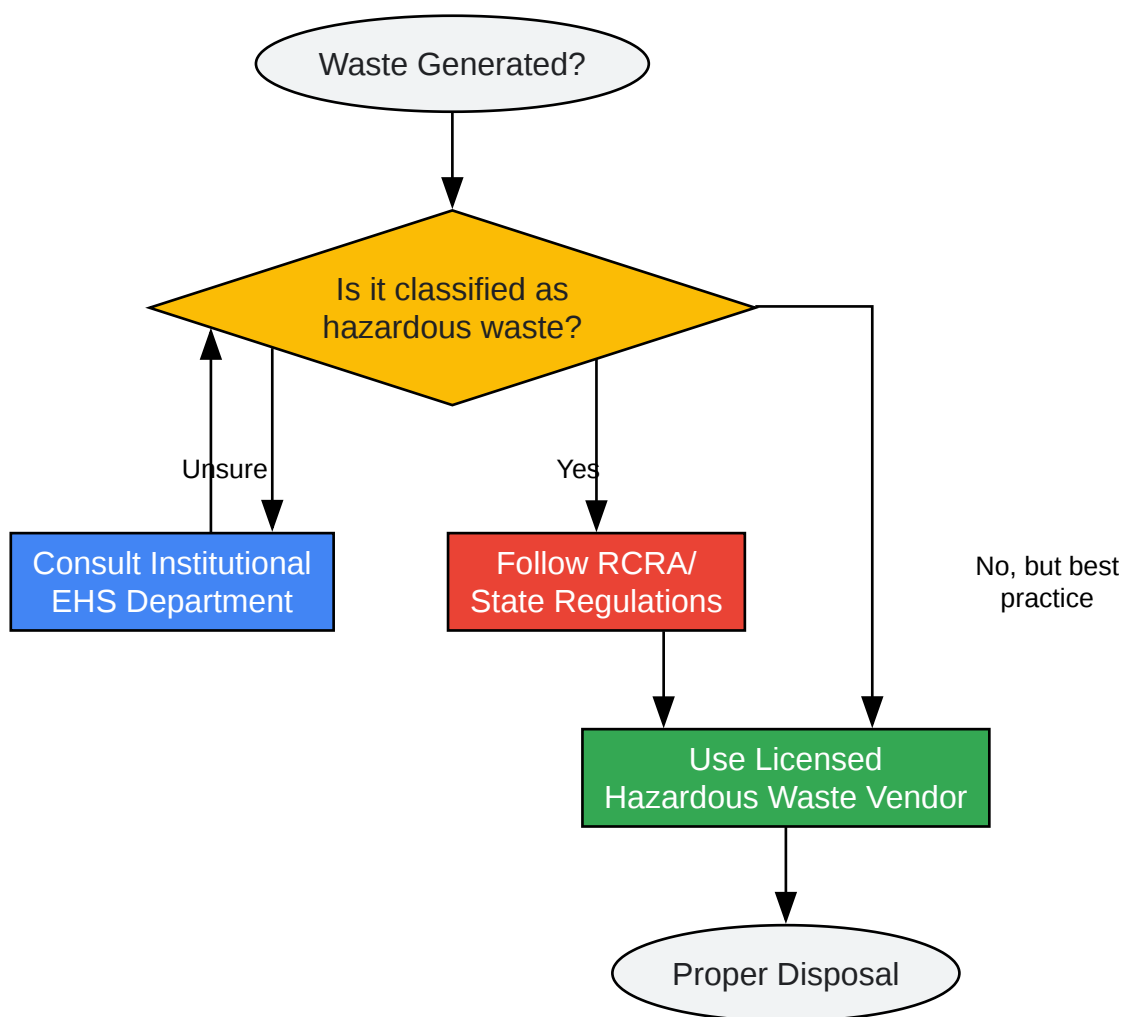 Waste Generated?
Is it classified as
hazardous waste?
Unsure
Yes
Consult Institutional
EHS Department
Follow RCRA/
State Regulations
No, but best
practice
Use Licensed
Hazardous Waste Vendor
Proper Disposal